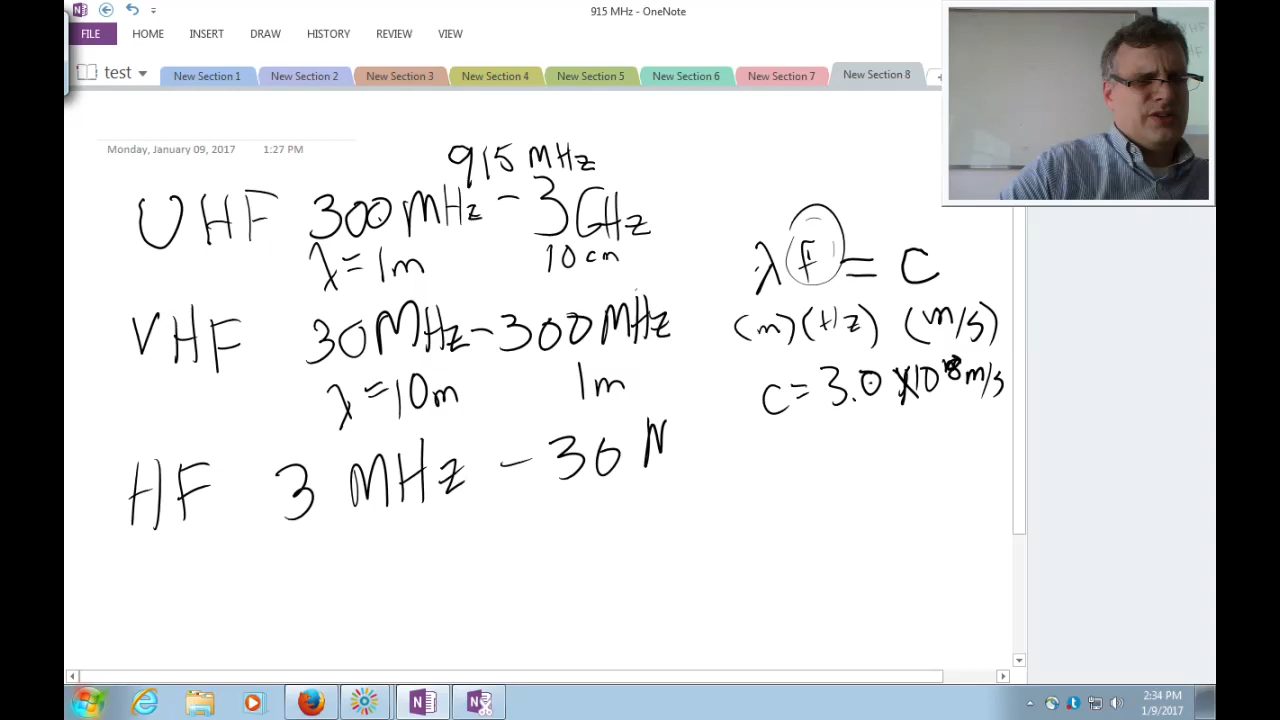 915 MHz - OneNote
FILE HOME INSERT DRAW HISTORY REVIEW VIEW
test New Section 1 New Section 2 New Section 3 New Section 4 New Section 5 New Section 6 New Section 7 New Section 8
Monday, January 09, 2017 1:27 PM
915 MHz
UHF 300 MHz - 3 GHz
λ = 1m 10 cm
λ f = c
VHF 30 MHz - 300 MHz
(m) (Hz) (m/s)
λ = 10m 1m
c = 3.0 x10⁸ m/s
HF 3 MHz - 30 M
2:34 PM
1/9/2017